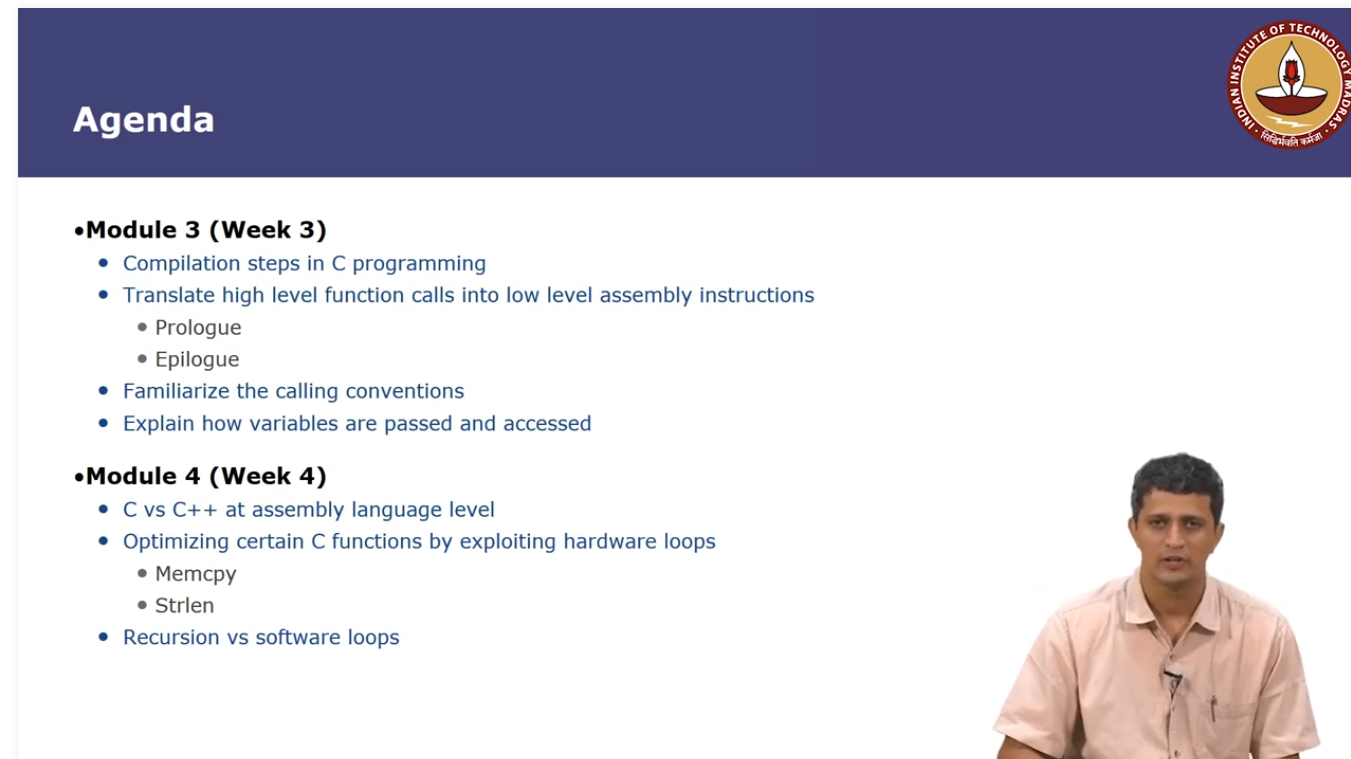 Agenda
INDIAN INSTITUTE OF TECHNOLOGY MADRAS
सिद्धिर्भवति कर्मजा
•Module 3 (Week 3)
• Compilation steps in C programming
• Translate high level function calls into low level assembly instructions
• Prologue
• Epilogue
• Familiarize the calling conventions
• Explain how variables are passed and accessed
•Module 4 (Week 4)
• C vs C++ at assembly language level
• Optimizing certain C functions by exploiting hardware loops
• Memcpy
• Strlen
• Recursion vs software loops